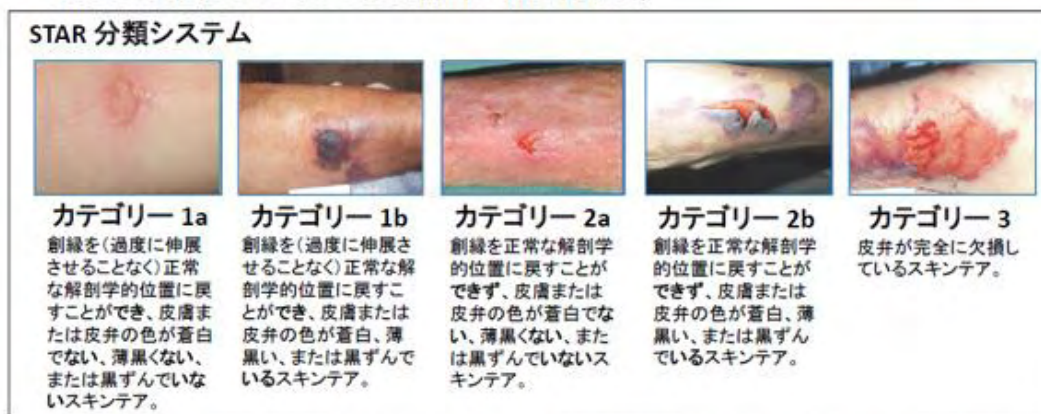 STAR 分類システム
カテゴリー 1a
創縁を(過度に伸展
させることなく)正常
な解剖学的位置に戻
すことができ、皮膚ま
たは皮弁の色が蒼白
でない、薄黒くない、
または黒ずんでいな
いスキンテア。
カテゴリー 1b
創縁を(過度に伸展さ
せることなく)正常な解
剖学的位置に戻すこ
とができ、皮膚または
皮弁の色が蒼白、薄
黒い、または黒ずんで
いるスキンテア。
カテゴリー 2a
創縁を正常な解剖学
的位置に戻すことが
できず、皮膚または
皮弁の色が蒼白でな
い、薄黒くない、また
は黒ずんでいないス
キンテア。
カテゴリー 2b
創縁を正常な解剖学
的位置に戻すことが
できず、皮膚または
皮弁の色が蒼白、薄
黒い、または黒ずん
でいるスキンテア。
カテゴリー 3
皮弁が完全に欠損し
ているスキンテア。